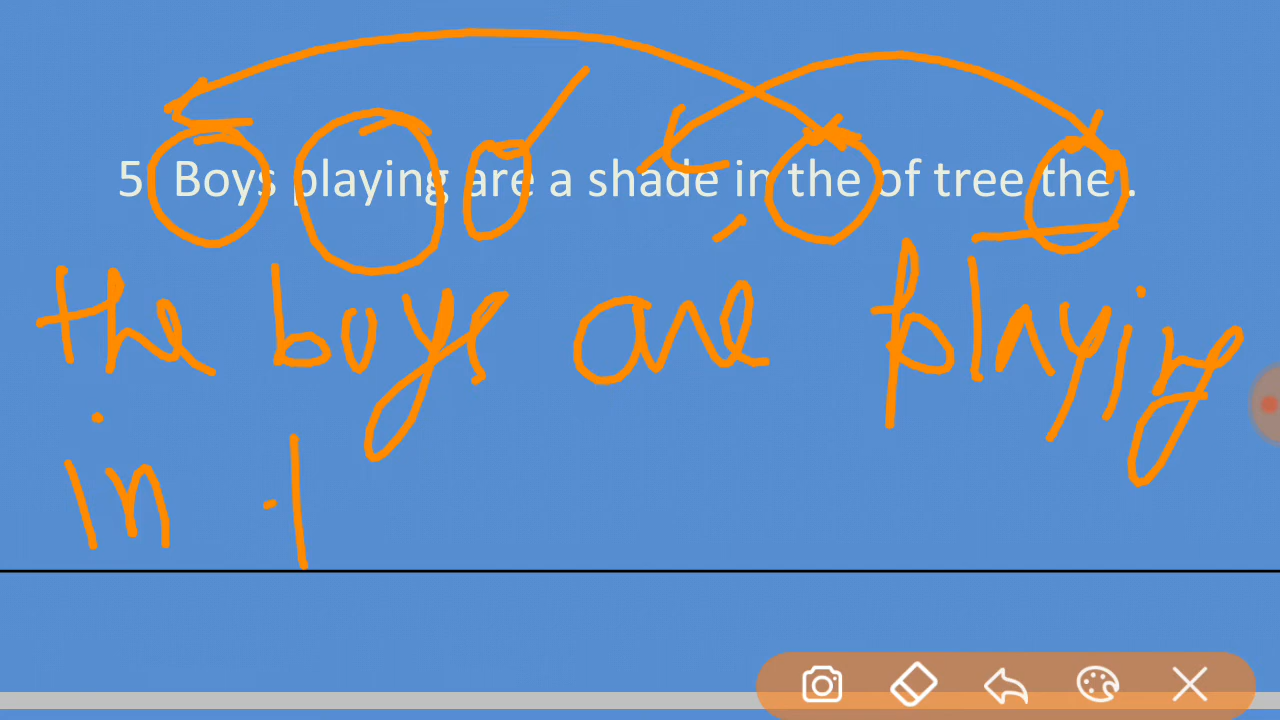 5 Boys playing are a shade in the of tree the .
the boys are playing
in